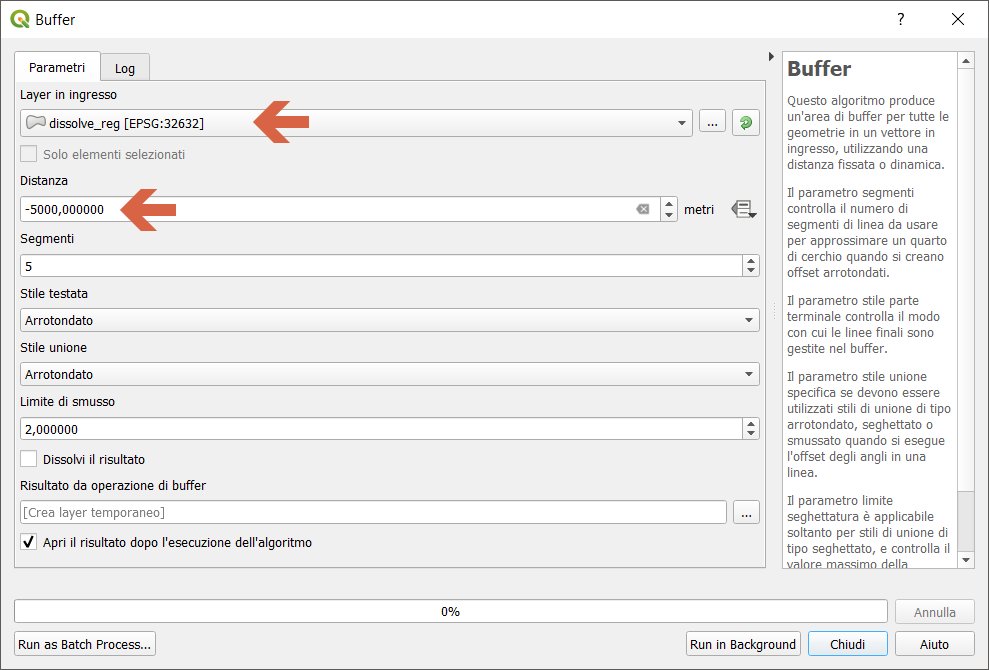 Buffer
?
Parametri
Log
Layer in ingresso
dissolve_reg [EPSG:32632]
...
Solo elementi selezionati
Distanza
-5000,000000
metri
Segmenti
5
Stile testata
Arrotondato
Stile unione
Arrotondato
Limite di smusso
2,000000
Dissolvi il risultato
Risultato da operazione di buffer
[Crea layer temporaneo]
...
Apri il risultato dopo l'esecuzione dell'algoritmo
Buffer
Questo algoritmo produce
un'area di buffer per tutte le
geometrie in un vettore in
ingresso, utilizzando una
distanza fissata o dinamica.
Il parametro segmenti
controlla il numero di
segmenti di linea da usare
per approssimare un quarto
di cerchio quando si creano
offset arrotondati.
Il parametro stile parte
terminale controlla il modo
con cui le linee finali sono
gestite nel buffer.
Il parametro stile unione
specifica se devono essere
utilizzati stili di unione di tipo
arrotondato, seghettato o
smussato quando si esegue
l'offset degli angli in una
linea.
Il parametro limite
seghettatura è applicabile
soltanto per stili di unione di
tipo seghettato, e controlla il
valore massimo della
0%
Annulla
Run as Batch Process...
Run in Background
Chiudi
Aiuto